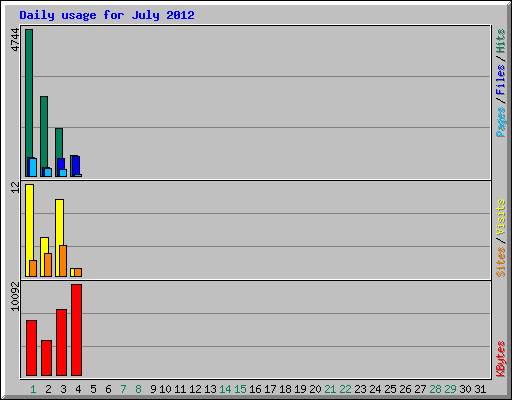 Daily usage for July 2012
4744
Pages/Files/Hits
12
Sites/Visits
10092
KBytes
1 2 3 4 5 6 7 8 9 10 11 12 13 14 15 16 17 18 19 20 21 22 23 24 25 26 27 28 29 30 31